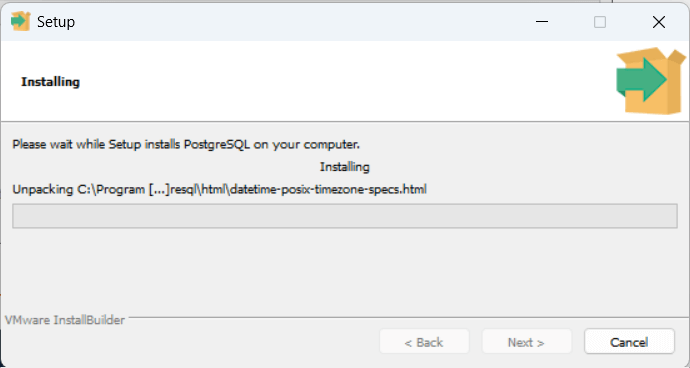 Setup
Installing
Please wait while Setup installs PostgreSQL on your computer.
Installing
Unpacking C:\Program [...]resql\html\datetime-posix-timezone-specs.html
VMware InstallBuilder
< Back
Next >
Cancel